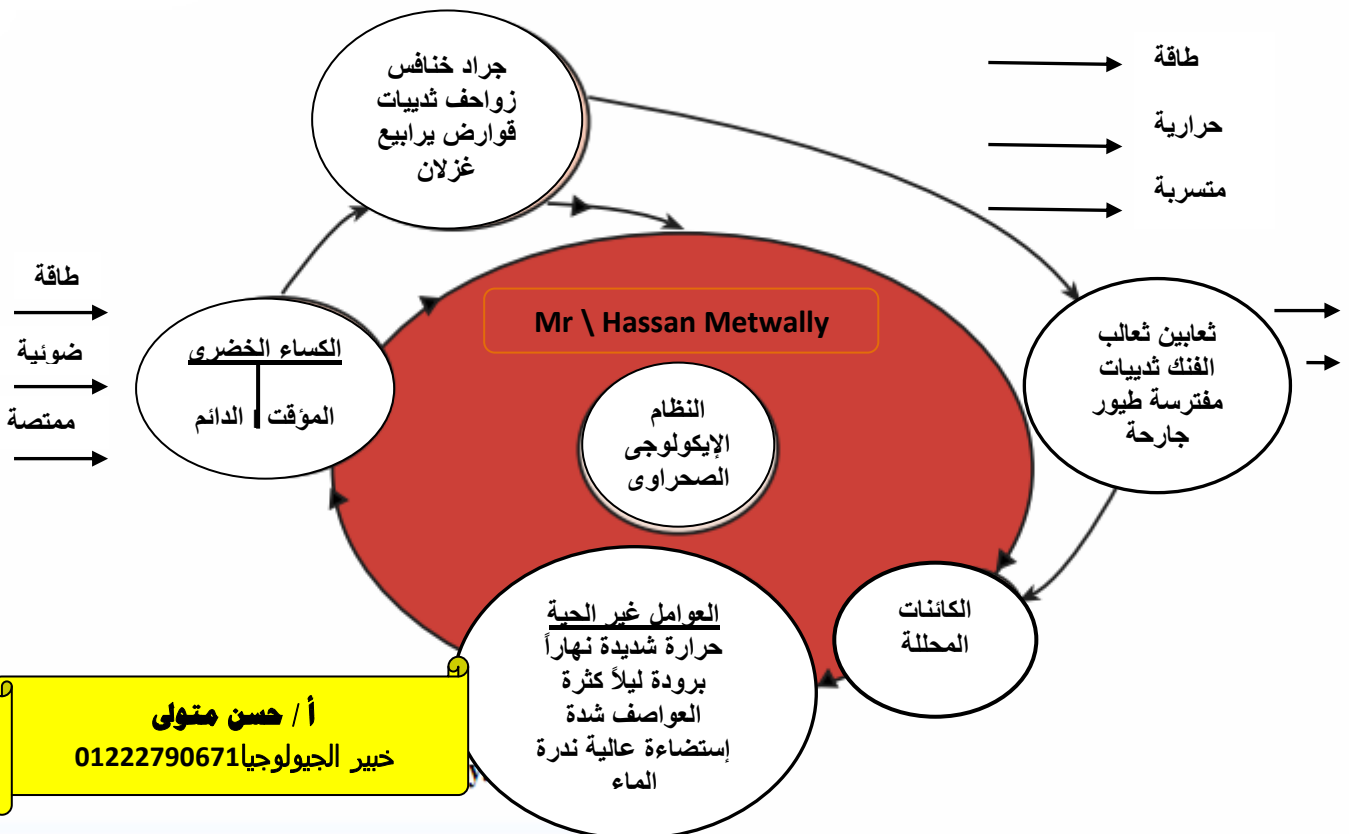 جراد خنافس
زواحف ثدييات
قوارض يرابيع
غزلان
طاقة
حرارية
متسربة
طاقة
ضوئية
ممتصة
الكساء الخضرى
المؤقت الدائم
Mr \ Hassan Metwally
النظام
الإيكولوجى
الصحراوى
ثعابين ثعالب
الفنك ثدييات
مفترسة طيور
جارحة
الكائنات
المحللة
العوامل غير الحية
حرارة شديدة نهاراً
برودة ليلاً كثرة
العواصف شدة
إستضاءة عالية ندرة
الماء
أ / حسن متولى
خبير الجيولوجيا01222790671